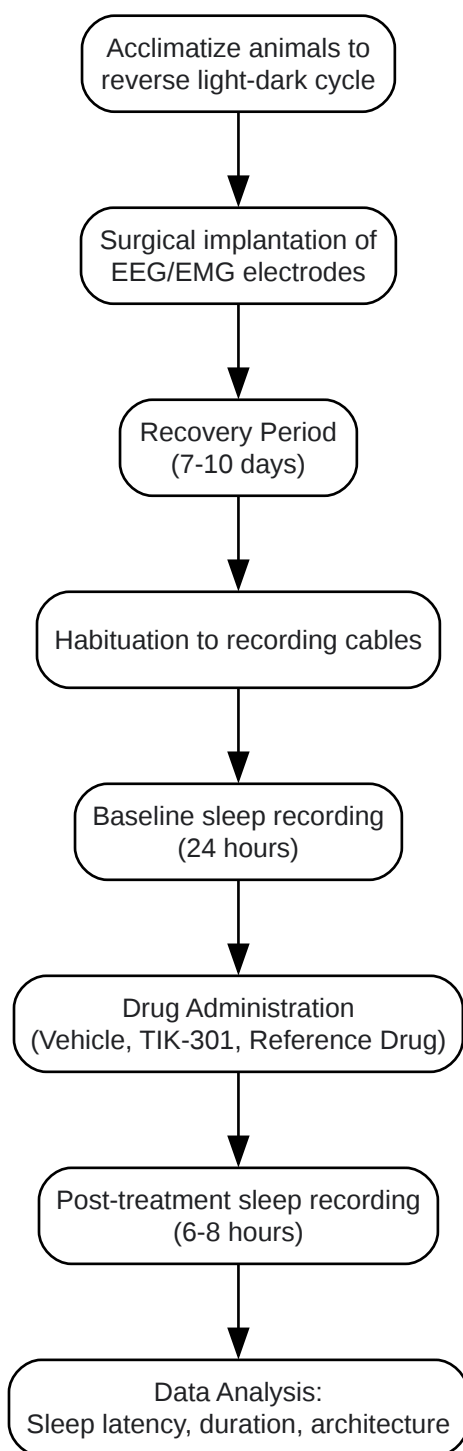 Acclimatize animals to
reverse light-dark cycle
Surgical implantation of
EEG/EMG electrodes
Recovery Period
(7-10 days)
Habituation to recording cables
Baseline sleep recording
(24 hours)
Drug Administration
(Vehicle, TIK-301, Reference Drug)
Post-treatment sleep recording
(6-8 hours)
Data Analysis:
Sleep latency, duration, architecture